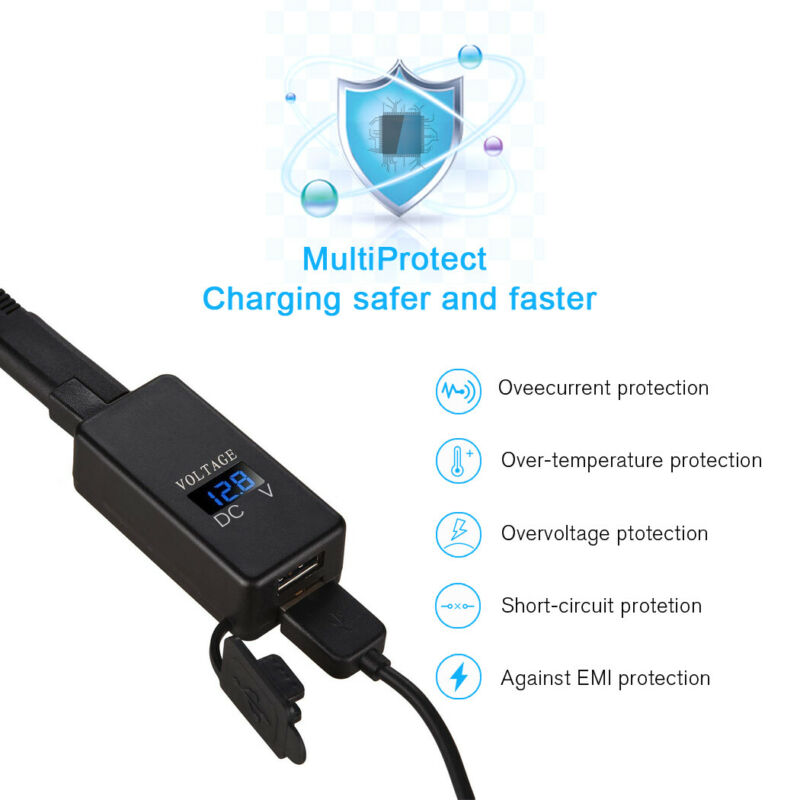 MultiProtect
Charging safer and faster
Oveecurrent protection
Over-temperature protection
VOLTAGE
12.8
DC V
Overvoltage ptotection
Short-circuit protetion
Against EMI protection